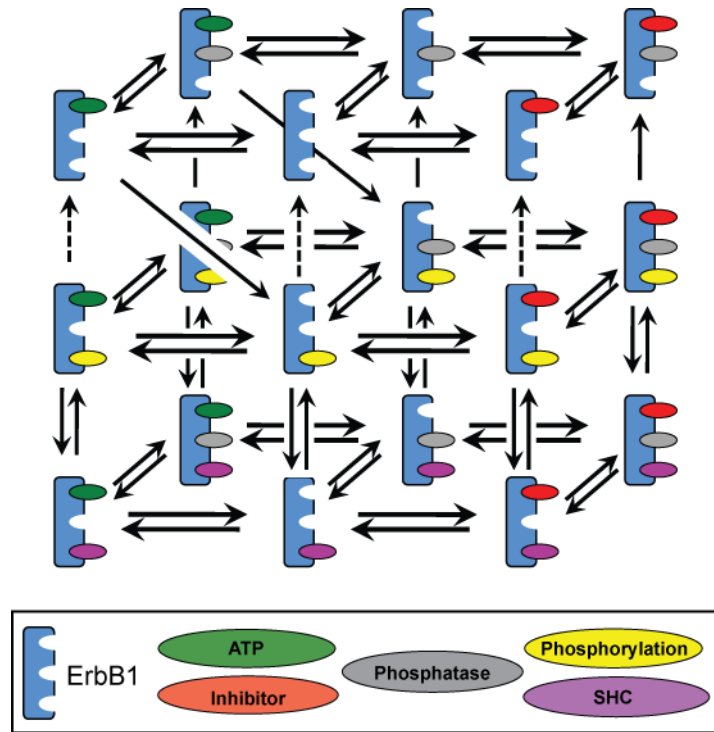 ErbB1
ATP
Inhibitor
Phosphatase
Phosphorylation
SHC